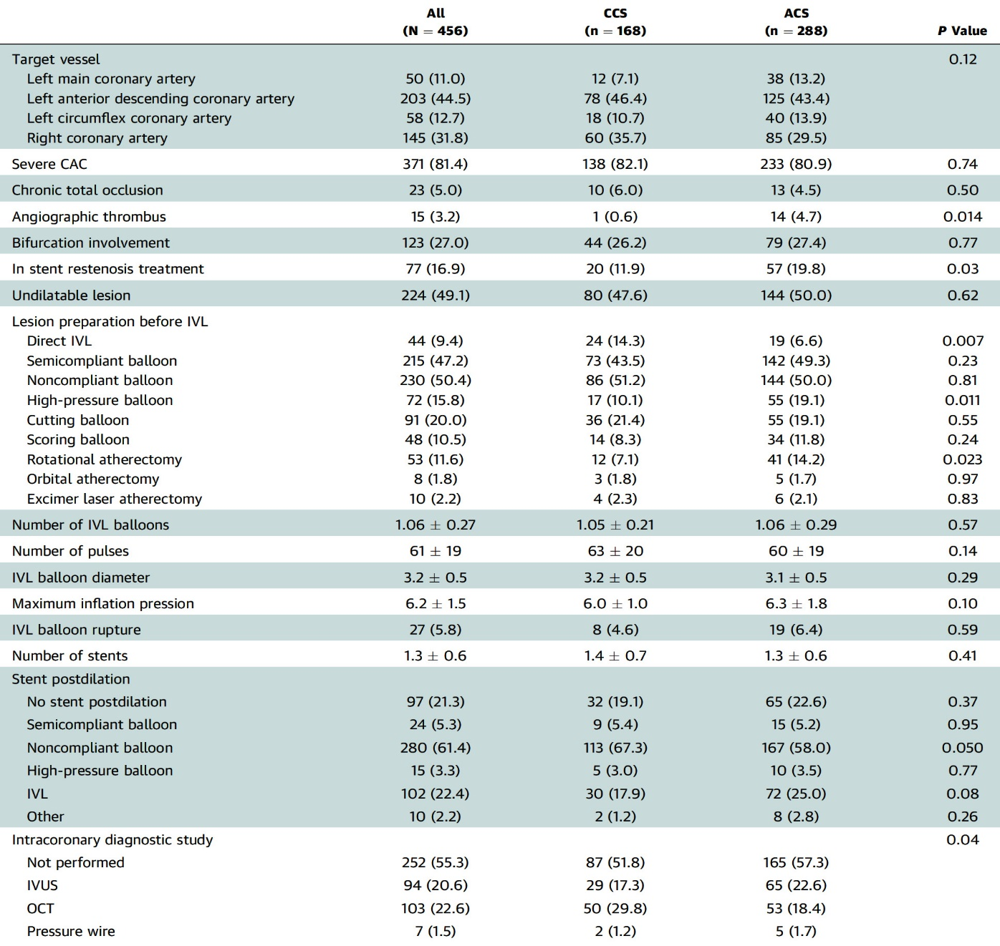 All CCS ACS
(N = 456) (n = 168) (n = 288) P Value
Target vessel 0.12
Left main coronary artery 50 (11.0) 12 (7.1) 38 (13.2)
Left anterior descending coronary artery 203 (44.5) 78 (46.4) 125 (43.4)
Left circumflex coronary artery 58 (12.7) 18 (10.7) 40 (13.9)
Right coronary artery 145 (31.8) 60 (35.7) 85 (29.5)
Severe CAC 371 (81.4) 138 (82.1) 233 (80.9) 0.74
Chronic total occlusion 23 (5.0) 10 (6.0) 13 (4.5) 0.50
Angiographic thrombus 15 (3.2) 1 (0.6) 14 (4.7) 0.014
Bifurcation involvement 123 (27.0) 44 (26.2) 79 (27.4) 0.77
In stent restenosis treatment 77 (16.9) 20 (11.9) 57 (19.8) 0.03
Undilatable lesion 224 (49.1) 80 (47.6) 144 (50.0) 0.62
Lesion preparation before IVL
Direct IVL 44 (9.4) 24 (14.3) 19 (6.6) 0.007
Semicompliant balloon 215 (47.2) 73 (43.5) 142 (49.3) 0.23
Noncompliant balloon 230 (50.4) 86 (51.2) 144 (50.0) 0.81
High-pressure balloon 72 (15.8) 17 (10.1) 55 (19.1) 0.011
Cutting balloon 91 (20.0) 36 (21.4) 55 (19.1) 0.55
Scoring balloon 48 (10.5) 14 (8.3) 34 (11.8) 0.24
Rotational atherectomy 53 (11.6) 12 (7.1) 41 (14.2) 0.023
Orbital atherectomy 8 (1.8) 3 (1.8) 5 (1.7) 0.97
Excimer laser atherectomy 10 (2.2) 4 (2.3) 6 (2.1) 0.83
Number of IVL balloons 1.06 ± 0.27 1.05 ± 0.21 1.06 ± 0.29 0.57
Number of pulses 61 ± 19 63 ± 20 60 ± 19 0.14
IVL balloon diameter 3.2 ± 0.5 3.2 ± 0.5 3.1 ± 0.5 0.29
Maximum inflation pression 6.2 ± 1.5 6.0 ± 1.0 6.3 ± 1.8 0.10
IVL balloon rupture 27 (5.8) 8 (4.6) 19 (6.4) 0.59
Number of stents 1.3 ± 0.6 1.4 ± 0.7 1.3 ± 0.6 0.41
Stent postdilation
No stent postdilation 97 (21.3) 32 (19.1) 65 (22.6) 0.37
Semicompliant balloon 24 (5.3) 9 (5.4) 15 (5.2) 0.95
Noncompliant balloon 280 (61.4) 113 (67.3) 167 (58.0) 0.050
High-pressure balloon 15 (3.3) 5 (3.0) 10 (3.5) 0.77
IVL 102 (22.4) 30 (17.9) 72 (25.0) 0.08
Other 10 (2.2) 2 (1.2) 8 (2.8) 0.26
Intracoronary diagnostic study 0.04
Not performed 252 (55.3) 87 (51.8) 165 (57.3)
IVUS 94 (20.6) 29 (17.3) 65 (22.6)
OCT 103 (22.6) 50 (29.8) 53 (18.4)
Pressure wire 7 (1.5) 2 (1.2) 5 (1.7)